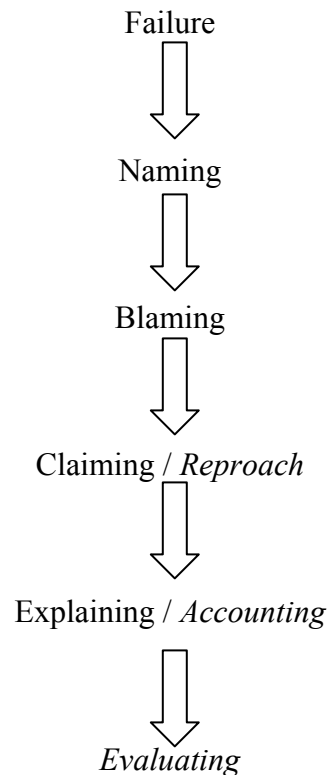 Failure
Naming
Blaming
Claiming / Reproach
Explaining / Accounting
Evaluating